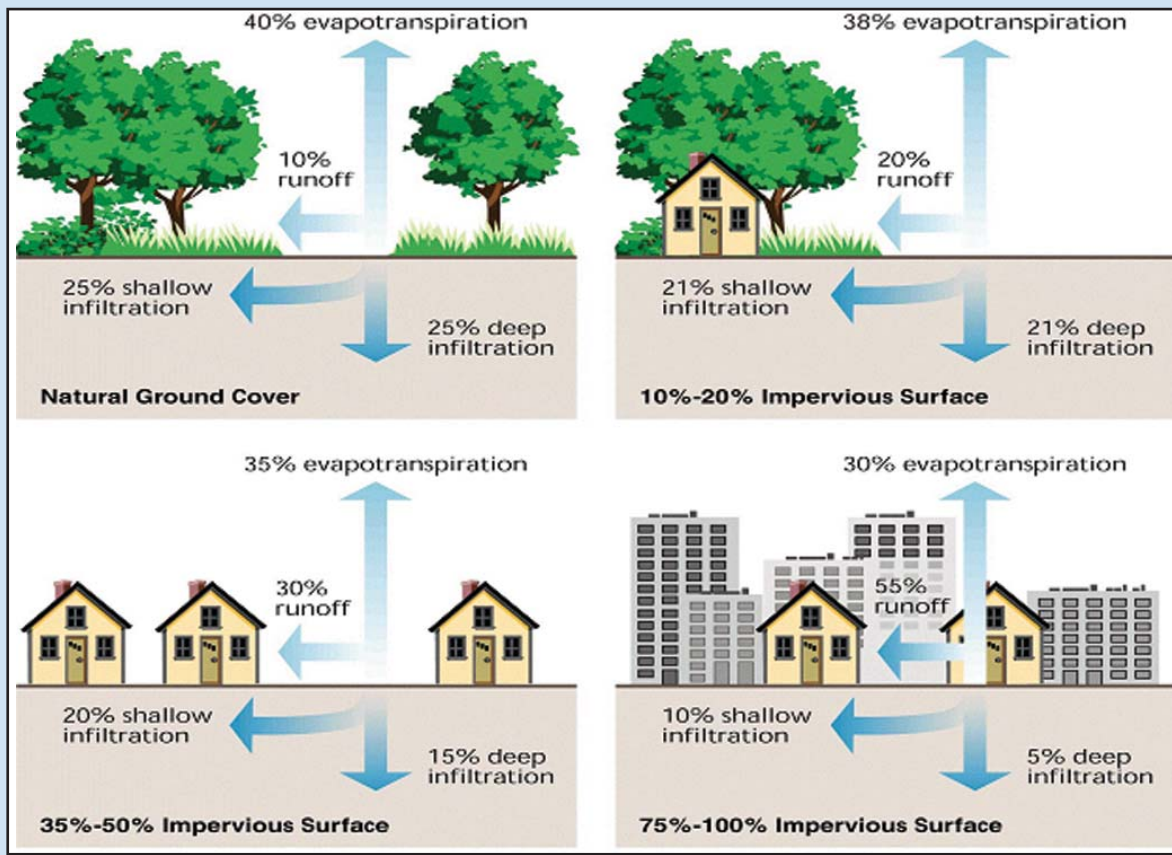 40% evapotranspiration
10%
runoff
25% shallow
infiltration
25% deep
infiltration
Natural Ground Cover
38% evapotranspiration
20%
runoff
21% shallow
infiltration
21% deep
infiltration
10%-20% Impervious Surface
35% evapotranspiration
30%
runoff
20% shallow
infiltration
15% deep
infiltration
35%-50% Impervious Surface
30% evapotranspiration
55%
runoff
10% shallow
infiltration
5% deep
infiltration
75%-100% Impervious Surface